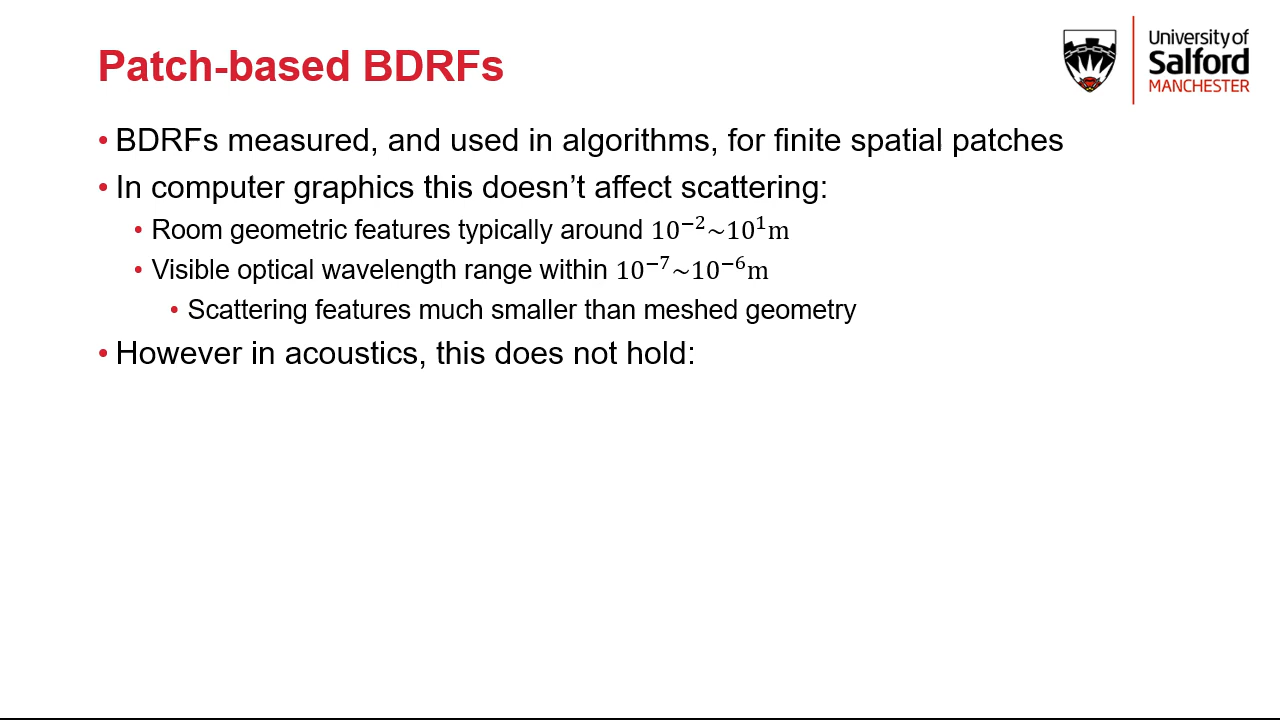 Patch-based BDRFs
University of
Salford
MANCHESTER
• BDRFs measured, and used in algorithms, for finite spatial patches
• In computer graphics this doesn’t affect scattering:
• Room geometric features typically around 10⁻²~10¹m
• Visible optical wavelength range within 10⁻⁷~10⁻⁶m
• Scattering features much smaller than meshed geometry
• However in acoustics, this does not hold: